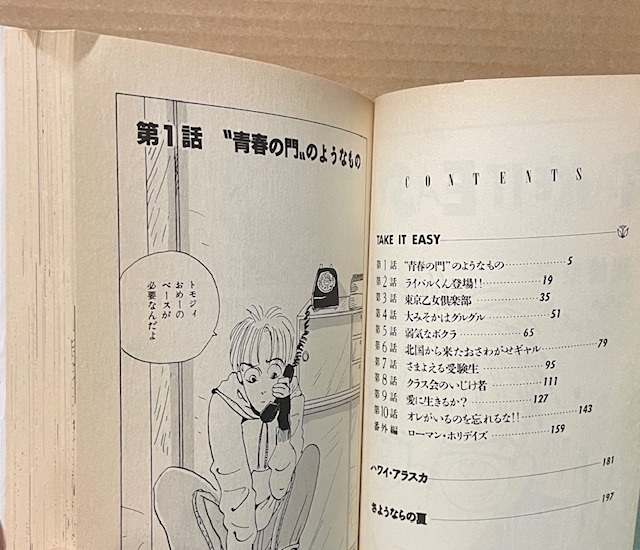 第1話 〝青春の門〟のようなもの
トモジィ
おめーの
ベースが
必要なんだよ
CONTENTS
TAKE IT EASY
第1話 "青春の門"のようなもの 5
第2話 ライバルくん登場!! 19
第3話 東京乙女倶楽部 35
第4話 大みそかはグルグル 51
第5話 弱気なボクラ 65
第6話 北国から来たおさわがせギャル 79
第7話 さまよえる受験生 95
第8話 クラス会のいじけ者 111
第9話 愛に生きるか? 127
第10話 オレがいるのを忘れるな!! 143
番外編 ローマン・ホリデイズ 159
ハワイ・アラスカ 181
さようならの夏 197